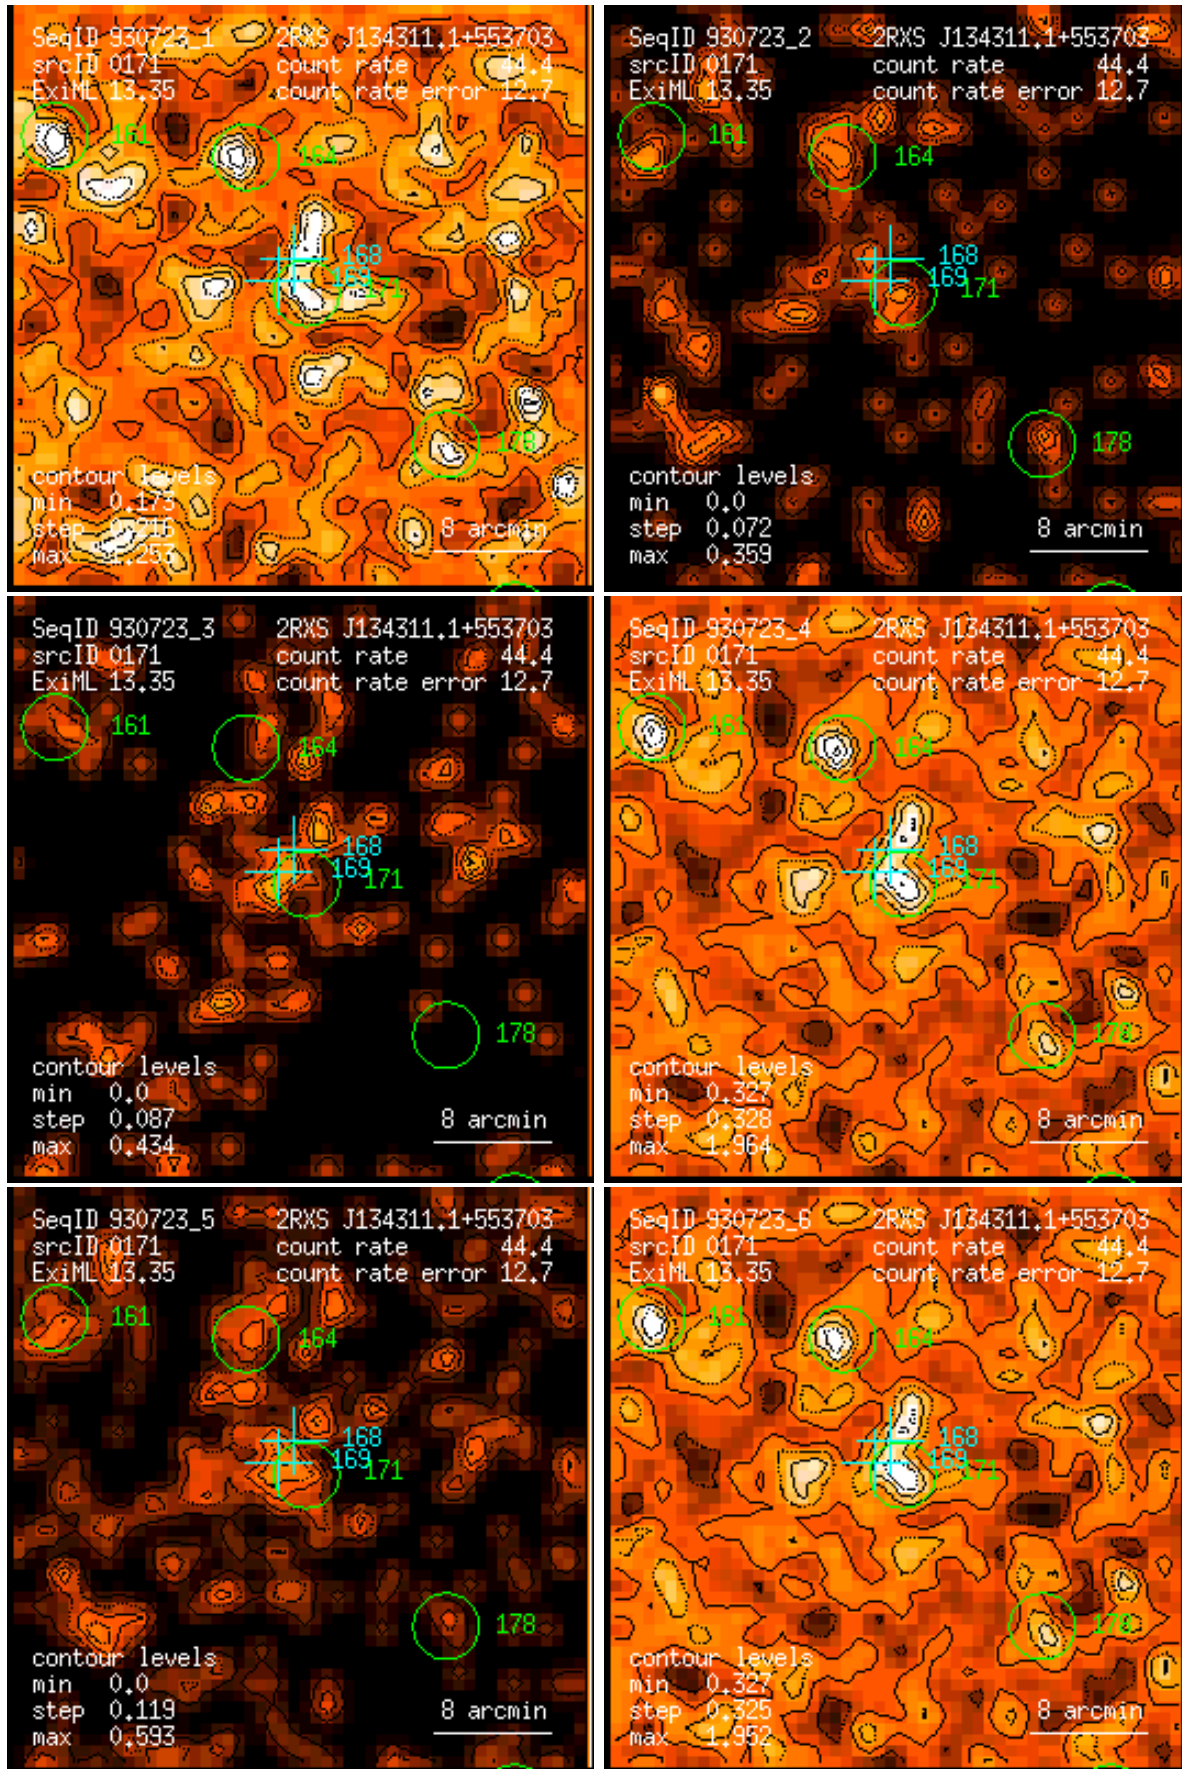 SeqID 930723_1 2RXS J134311.1+553703
srcID 0171 count rate 44.4
ExiML 13.35 count rate error 12.7
161
164
168
169
171
178
contour levels
min 0.173
step 0.216
max 1.253
8 arcmin
SeqID 930723_2 2RXS J134311.1+553703
srcID 0171 count rate 44.4
ExiML 13.35 count rate error 12.7
161
164
168
169
171
178
contour levels
min 0.0
step 0.072
max 0.359
8 arcmin
SeqID 930723_3 2RXS J134311.1+553703
srcID 0171 count rate 44.4
ExiML 13.35 count rate error 12.7
161
164
168
169
171
178
contour levels
min 0.0
step 0.087
max 0.434
8 arcmin
SeqID 930723_4 2RXS J134311.1+553703
srcID 0171 count rate 44.4
ExiML 13.35 count rate error 12.7
161
164
168
169
171
178
contour levels
min 0.327
step 0.328
max 1.964
8 arcmin
SeqID 930723_5 2RXS J134311.1+553703
srcID 0171 count rate 44.4
ExiML 13.35 count rate error 12.7
161
164
168
169
171
178
contour levels
min 0.0
step 0.119
max 0.593
8 arcmin
SeqID 930723_6 2RXS J134311.1+553703
srcID 0171 count rate 44.4
ExiML 13.35 count rate error 12.7
161
164
168
169
171
178
contour levels
min 0.327
step 0.325
max 1.952
8 arcmin